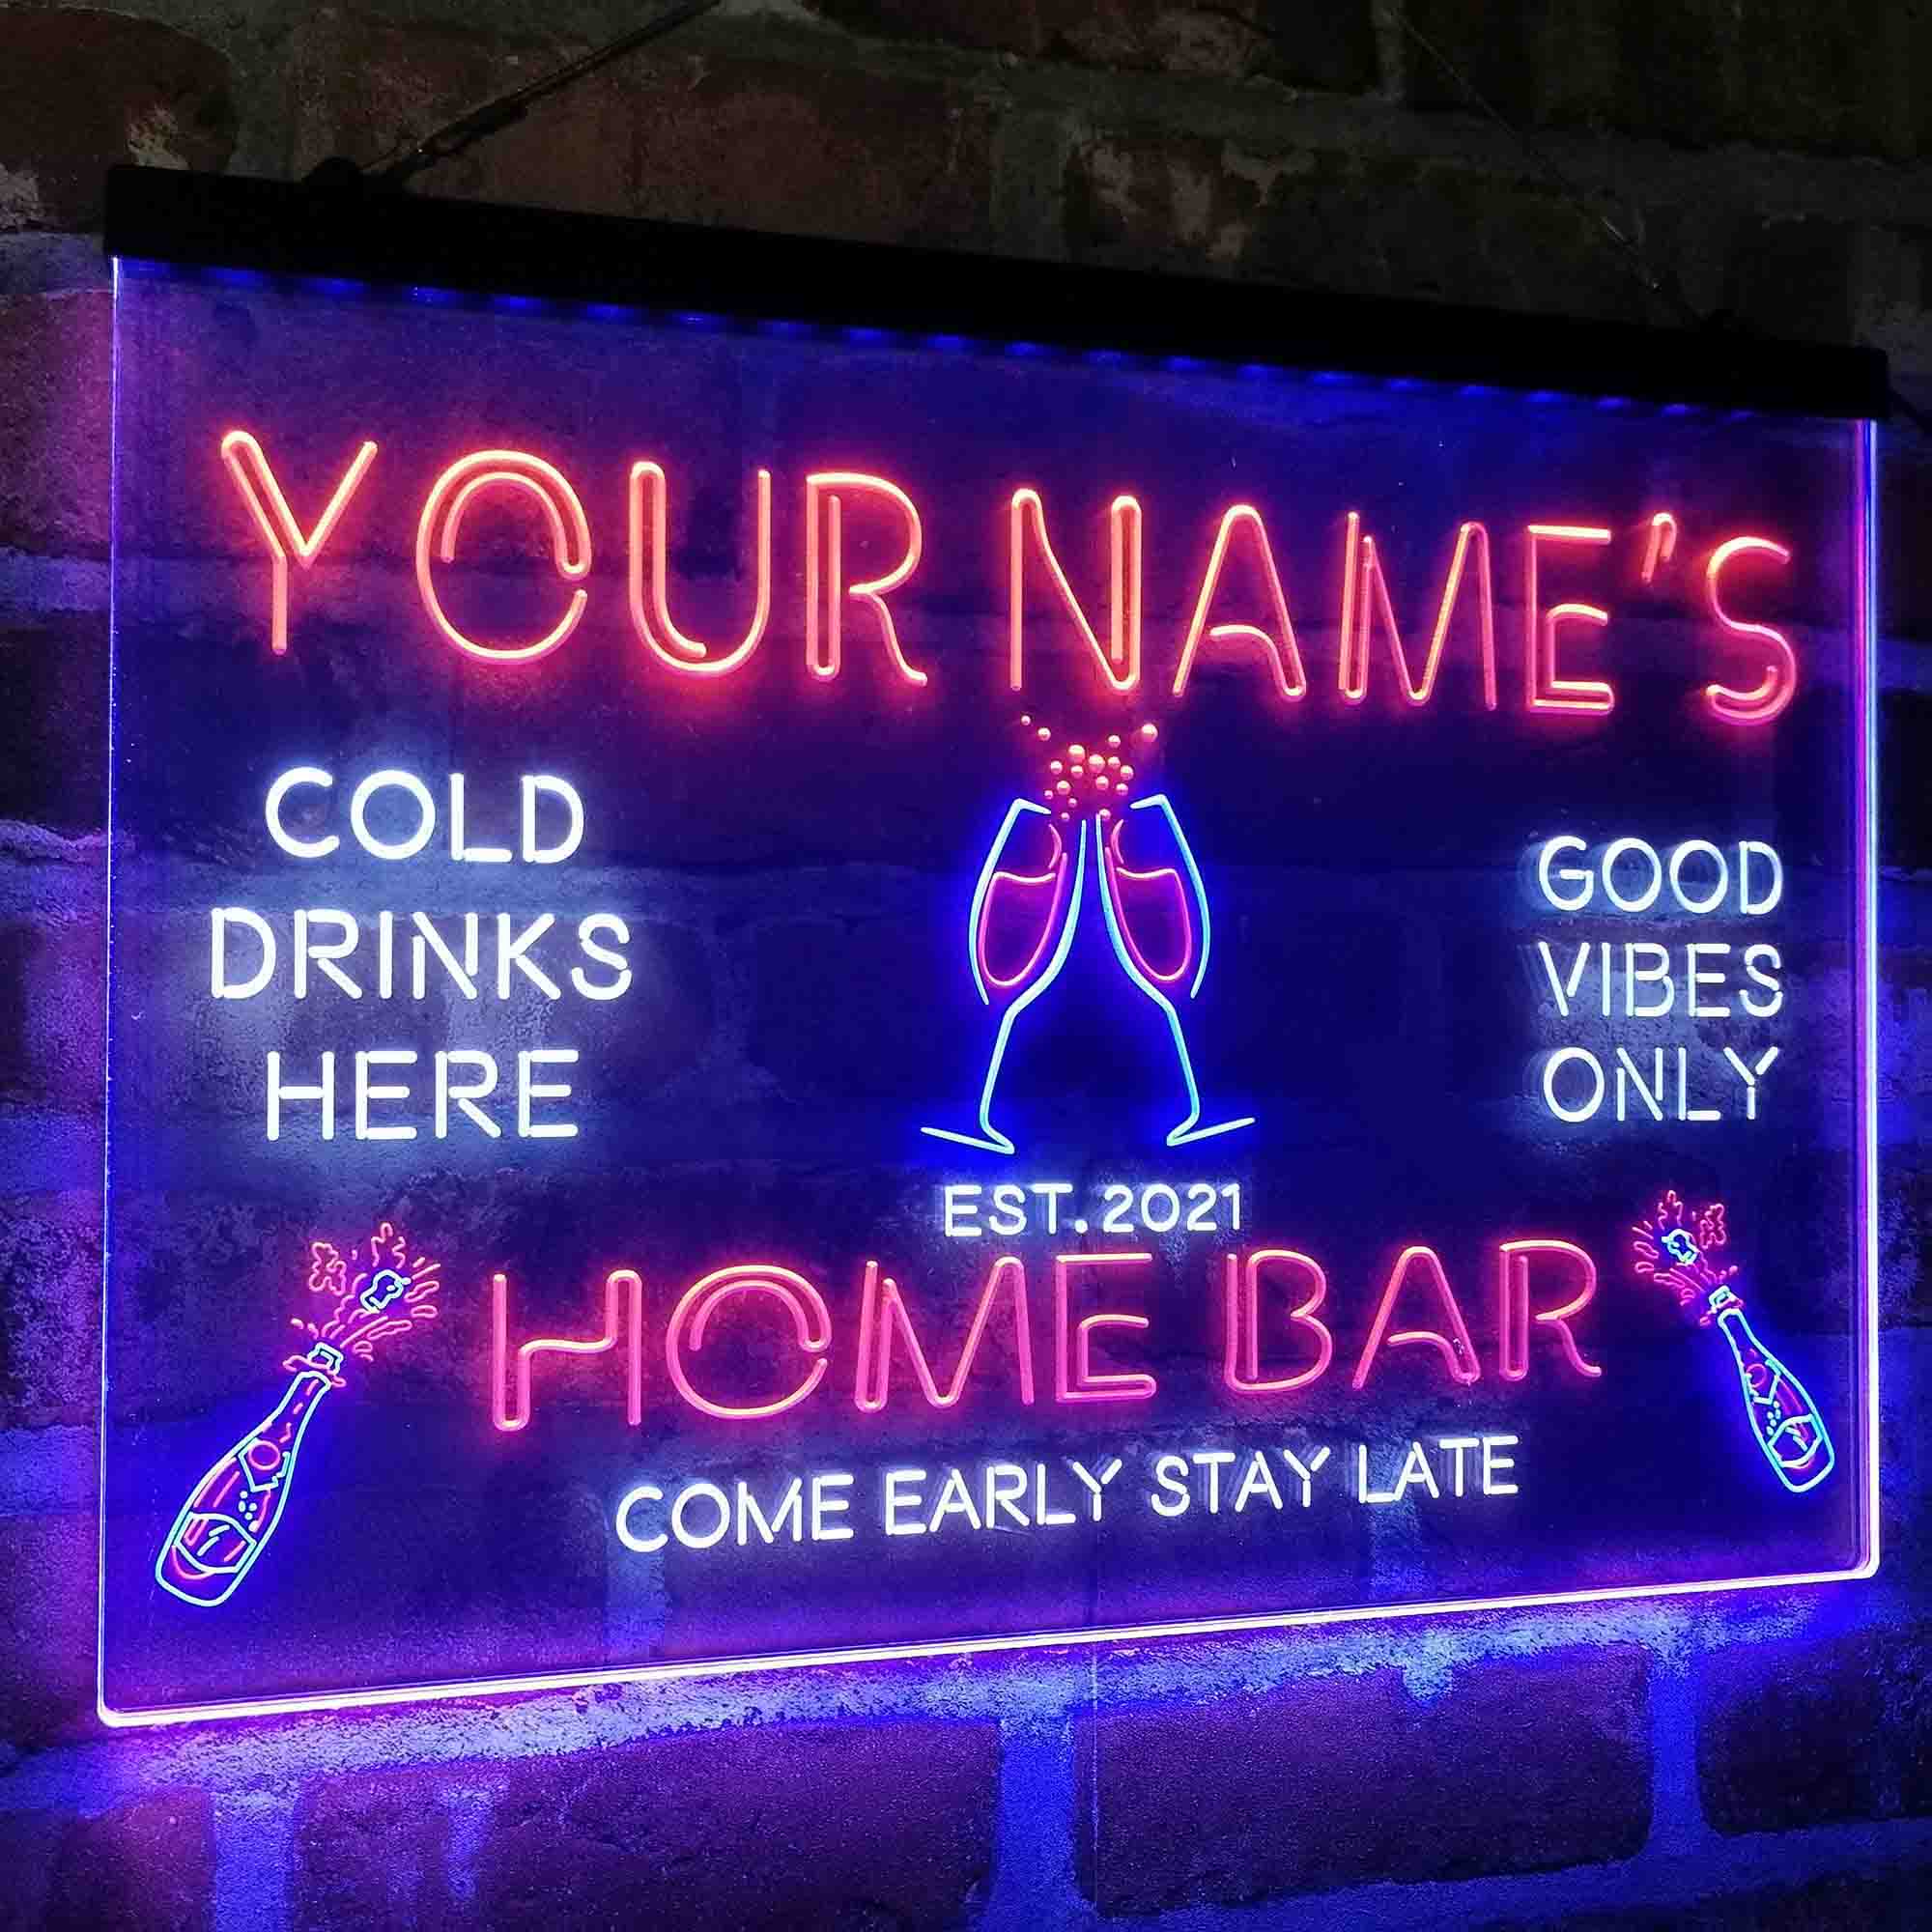 YOUR NAME'S
COLD
DRINKS
HERE
GOOD
VIBES
ONLY
EST. 2021
HOME BAR
COME EARLY STAY LATE